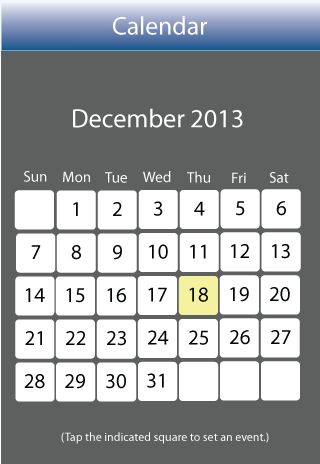 Calendar
December 2013
Sun Mon Tue Wed Thu Fri Sat
1 2 3 4 5 6
7 8 9 10 11 12 13
14 15 16 17 18 19 20
21 22 23 24 25 26 27
28 29 30 31
(Tap the indicated square to set an event.)